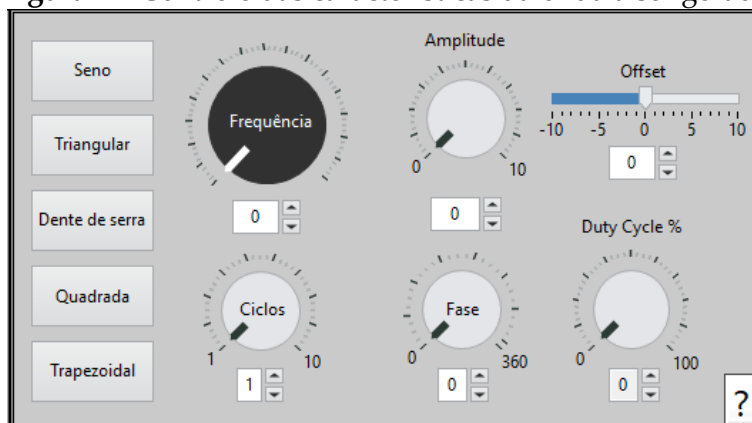 Seno
Triangular
Dente de serra
Quadrada
Trapezoidal
Frequência
0
Amplitude
0 10
0
Offset
-10 -5 0 5 10
0
Ciclos
1 10
1
Fase
0 360
0
Duty Cycle %
0 100
0
?